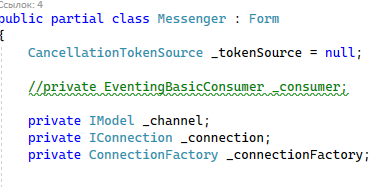 Ссылок: 4
public partial class Messenger : Form
{
CancellationTokenSource _tokenSource = null;
//private EventingBasicConsumer _consumer;
private IModel _channel;
private IConnection _connection;
private ConnectionFactory _connectionFactory;